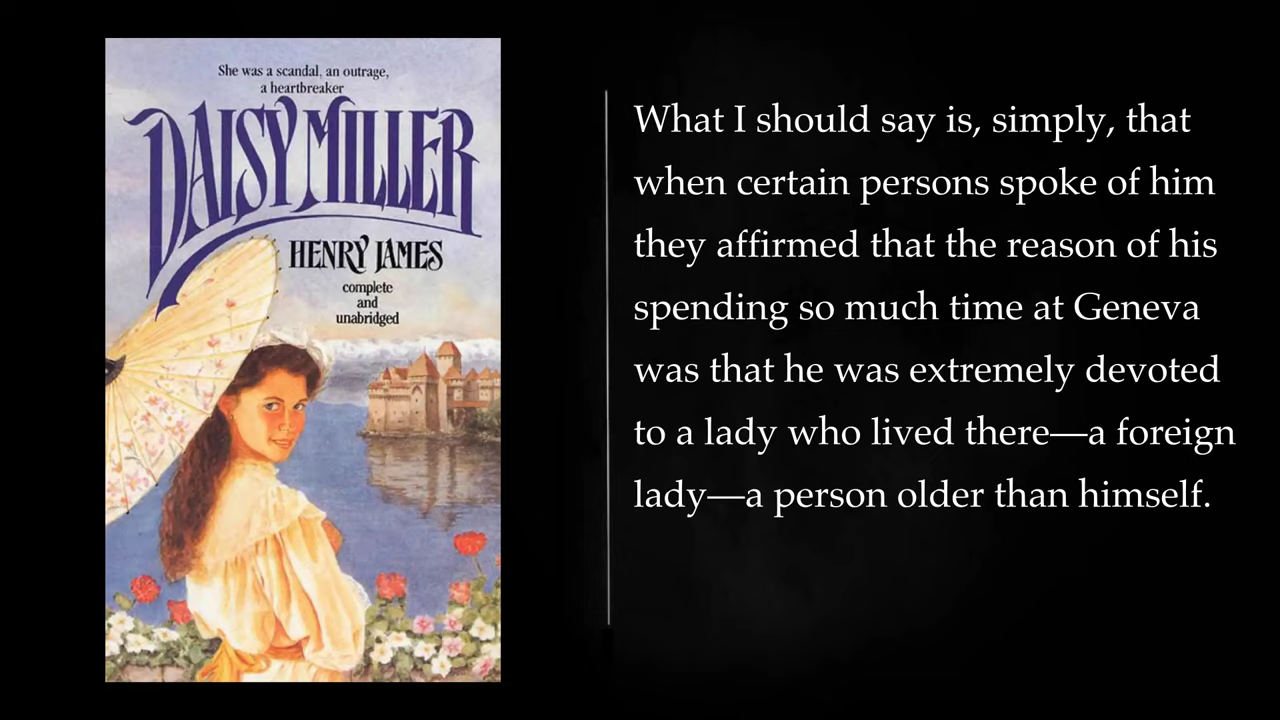 She was a scandal, an outrage,
a heartbreaker
DAISY MILLER
HENRY JAMES
complete
and
unabridged
What I should say is, simply, that
when certain persons spoke of him
they affirmed that the reason of his
spending so much time at Geneva
was that he was extremely devoted
to a lady who lived there—a foreign
lady—a person older than himself.